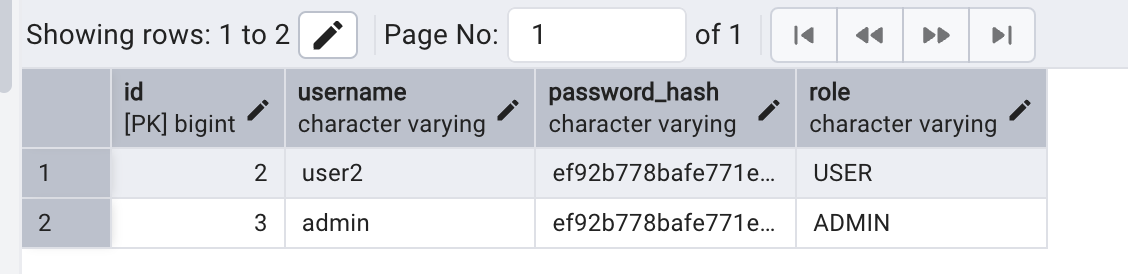 Showing rows: 1 to 2 Page No: 1 of 1
id username password_hash role
[PK] bigint character varying character varying character varying
1 2 user2 ef92b778bafe771e... USER
2 3 admin ef92b778bafe771e... ADMIN